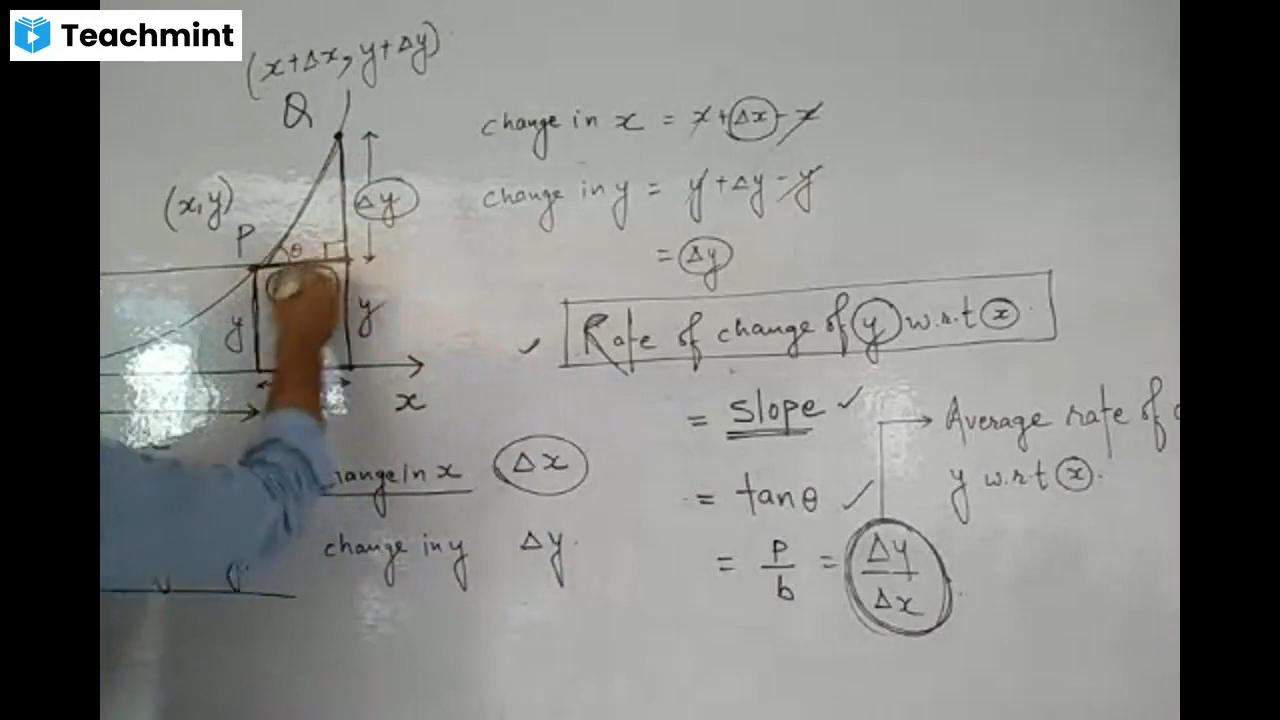 Teachmint
(x+Δx, y+Δy)
Q
change in x = x+Δx-x
(x,y)
Δy
change in y = y+Δy-y
P
θ
= Δy
y
y
Rate of change of y w.r.t x
x
= slope ✓
Average rate of
y w.r.t x.
change in x Δx
= tanθ ✓
change in y Δy.
= P/b = Δy/Δx